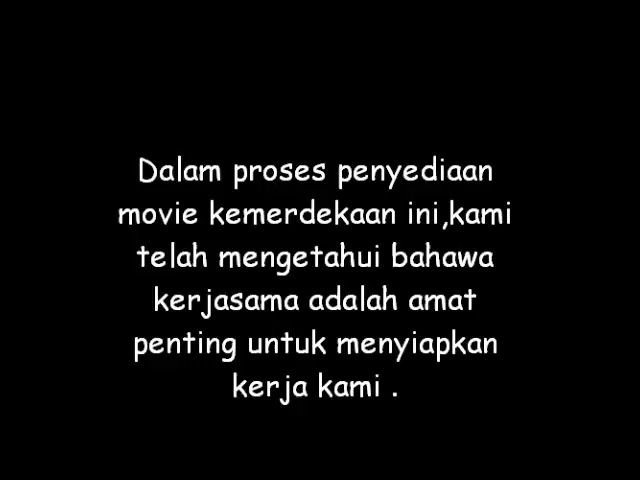 Dalam proses penyediaan
movie kemerdekaan ini,kami
telah mengetahui bahawa
kerjasama adalah amat
penting untuk menyiapkan
kerja kami .